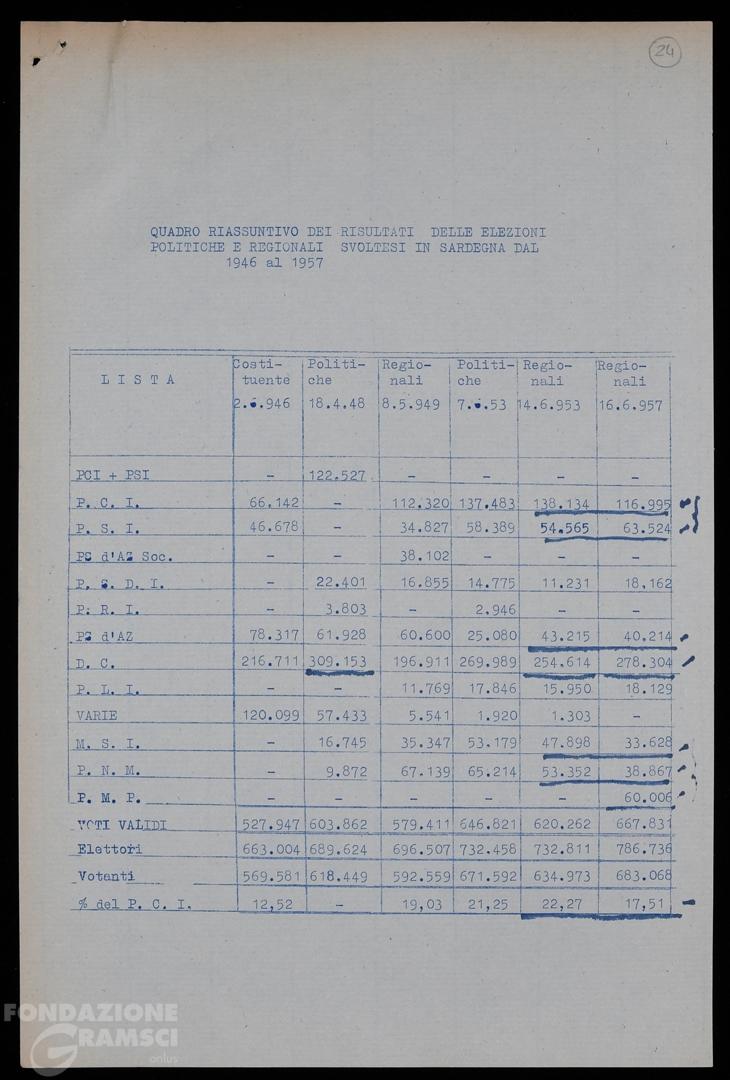 24
QUADRO RIASSUNTIVO DEI RISULTATI DELLE ELEZIONI
POLITICHE E REGIONALI SVOLTESI IN SARDEGNA DAL
1946 al 1957
L I S T A | Costi- | Politi- | Regio- | Politi- | Regio- | Regio-
tuente | che | nali | che | nali | nali
2. .946 | 18.4.48 | 8.5.949 | 7. .53 | 14.6.953 | 16.6.957
PCI + PSI | - | 122.527 | - | - | - | -
P. C. I. | 66.142 | - | 112.320 | 137.483 | 138.134 | 116.995
P. S. I. | 46.678 | - | 34.827 | 58.389 | 54.565 | 63.524
PS d'AZ Soc. | - | - | 38.102 | - | - | -
P. S. D. I. | - | 22.401 | 16.855 | 14.775 | 11.231 | 18,162
P. R. I. | - | 3.803 | - | 2.946 | - | -
PS d'AZ | 78.317 | 61.928 | 60.600 | 25.080 | 43.215 | 40.214
D. C. | 216.711 | 309.153 | 196.911 | 269.989 | 254.614 | 278.304
P. L. I. | - | - | 11.769 | 17.846 | 15.950 | 18.129
VARIE | 120.099 | 57.433 | 5.541 | 1.920 | 1.303 | -
M. S. I. | - | 16.745 | 35.347 | 53.179 | 47.898 | 33.628
P. N. M. | - | 9.872 | 67.139 | 65.214 | 53.352 | 38.867
P. M. P. | - | - | - | - | - | 60.006
VOTI VALIDI | 527.947 | 603.862 | 579.411 | 646.821 | 620.262 | 667.831
Elettori | 663.004 | 689.624 | 696.507 | 732.458 | 732.811 | 786.736
Votanti | 569.581 | 618.449 | 592.559 | 671.592 | 634.973 | 683.068
% del P. C. I. | 12,52 | - | 19,03 | 21,25 | 22,27 | 17,51
FONDAZIONE
GRAMSCI
onlus